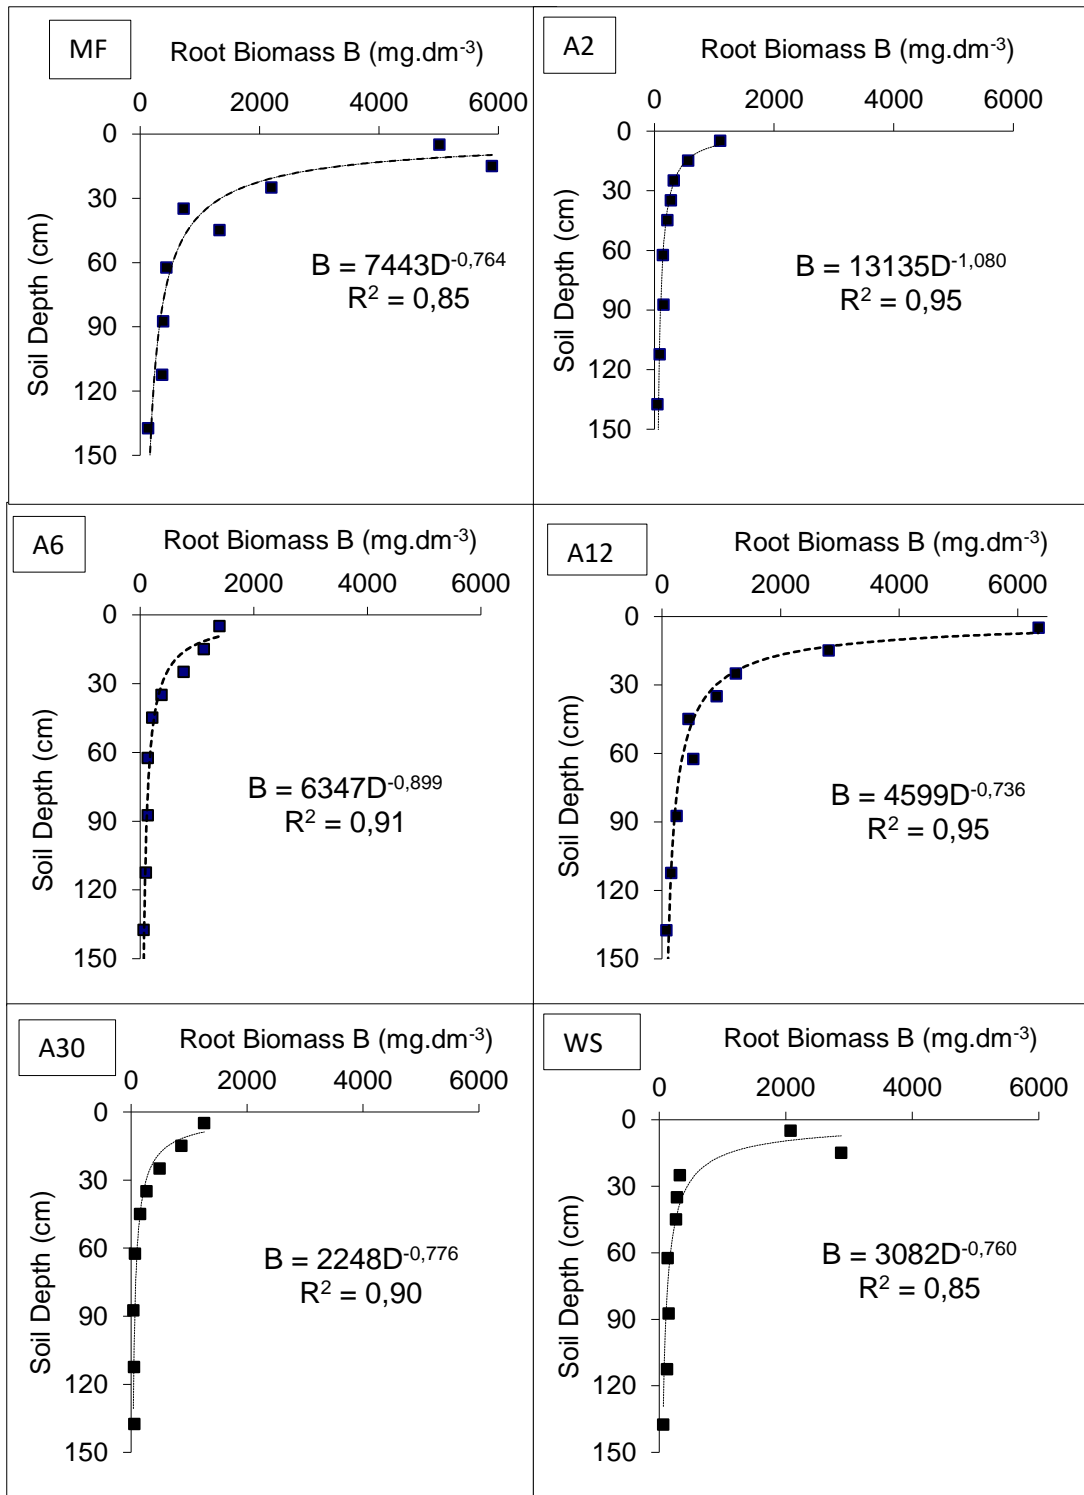 MF
Root Biomass B (mg.dm-3)
0 2000 4000 6000
0
30
60
90
120
150
Soil Depth (cm)
B = 7443D-0,764
R2 = 0,85
A2
Root Biomass B (mg.dm-3)
0 2000 4000 6000
0
30
60
90
120
150
Soil Depth (cm)
B = 13135D-1,080
R2 = 0,95
A6
Root Biomass B (mg.dm-3)
0 2000 4000 6000
0
30
60
90
120
150
Soil Depth (cm)
B = 6347D-0,899
R2 = 0,91
A12
Root Biomass B (mg.dm-3)
0 2000 4000 6000
0
30
60
90
120
150
Soil Depth (cm)
B = 4599D-0,736
R2 = 0,95
A30
Root Biomass B (mg.dm-3)
0 2000 4000 6000
0
30
60
90
120
150
Soil Depth (cm)
B = 2248D-0,776
R2 = 0,90
WS
Root Biomass B (mg.dm-3)
0 2000 4000 6000
0
30
60
90
120
150
Soil Depth (cm)
B = 3082D-0,760
R2 = 0,85